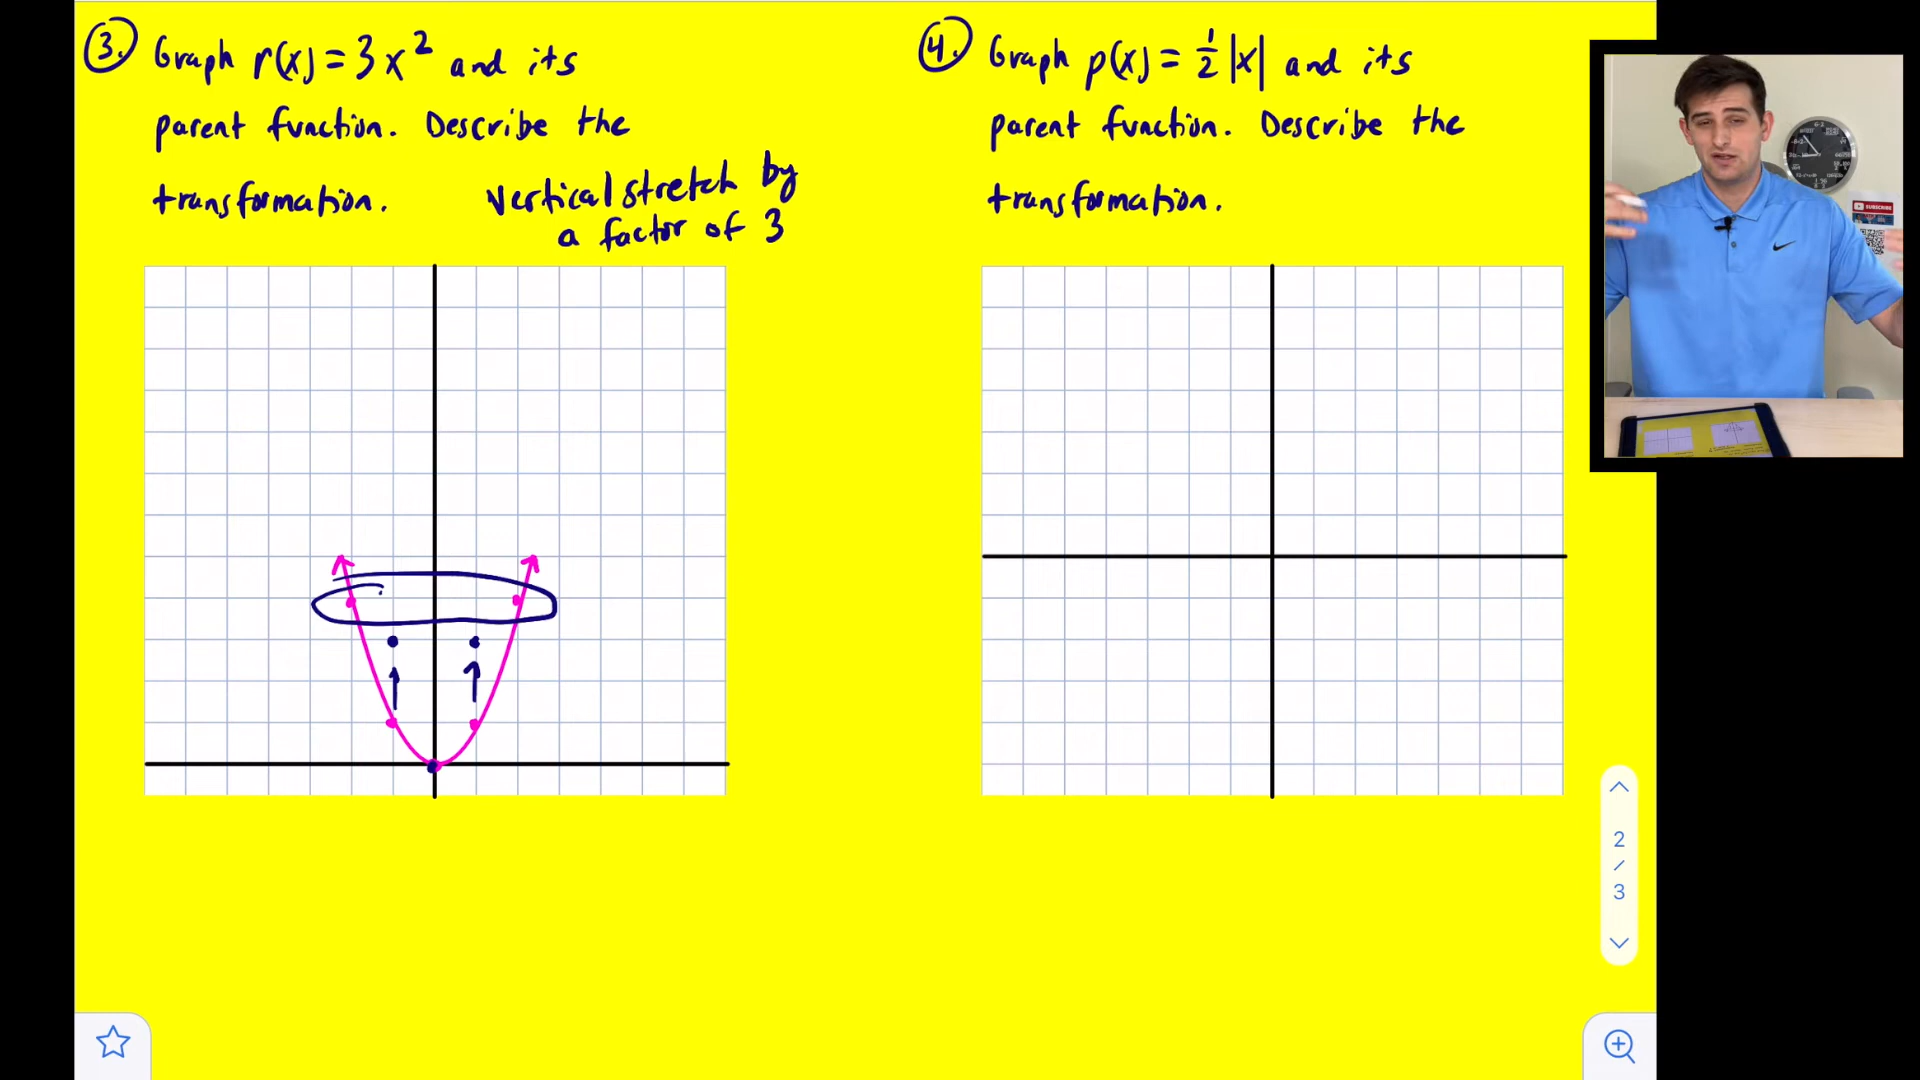 3. Graph r(x) = 3x² and its
parent function. Describe the
transformation.
Vertical stretch by
a factor of 3
4. Graph p(x) = ½|x| and its
parent function. Describe the
transformation.
SUBSCRIBE
2
/
3